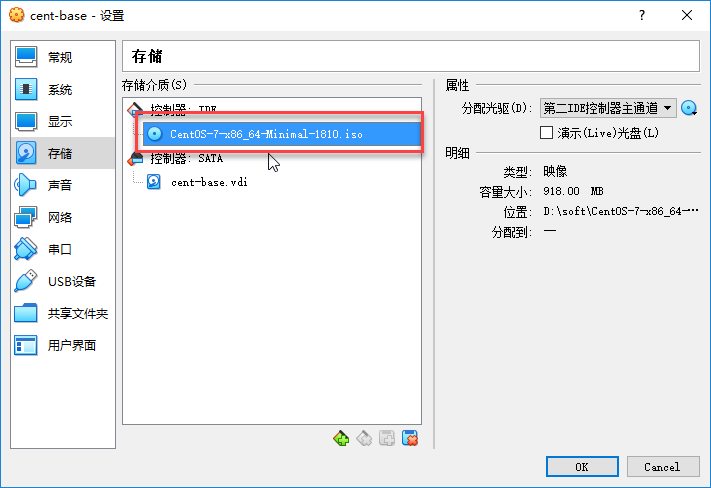 cent-base - 设置
常规
系统
显示
存储
声音
网络
串口
USB设备
共享文件夹
用户界面
存储
存储介质(S)
控制器: IDE
CentOS-7-x86_64-Minimal-1810.iso
控制器: SATA
cent-base.vdi
属性
分配光驱(D): 第二IDE控制器主通道
演示(Live)光盘(L)
明细
类型: 映像
容量大小: 918.00 MB
位置: D:\soft\CentOS-7-x86_64-···
分配到: —
OK
Cancel